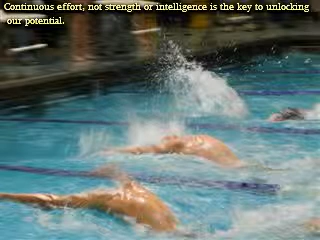 Continuous effort, not strength or intelligence is the key to unlocking
our potential.